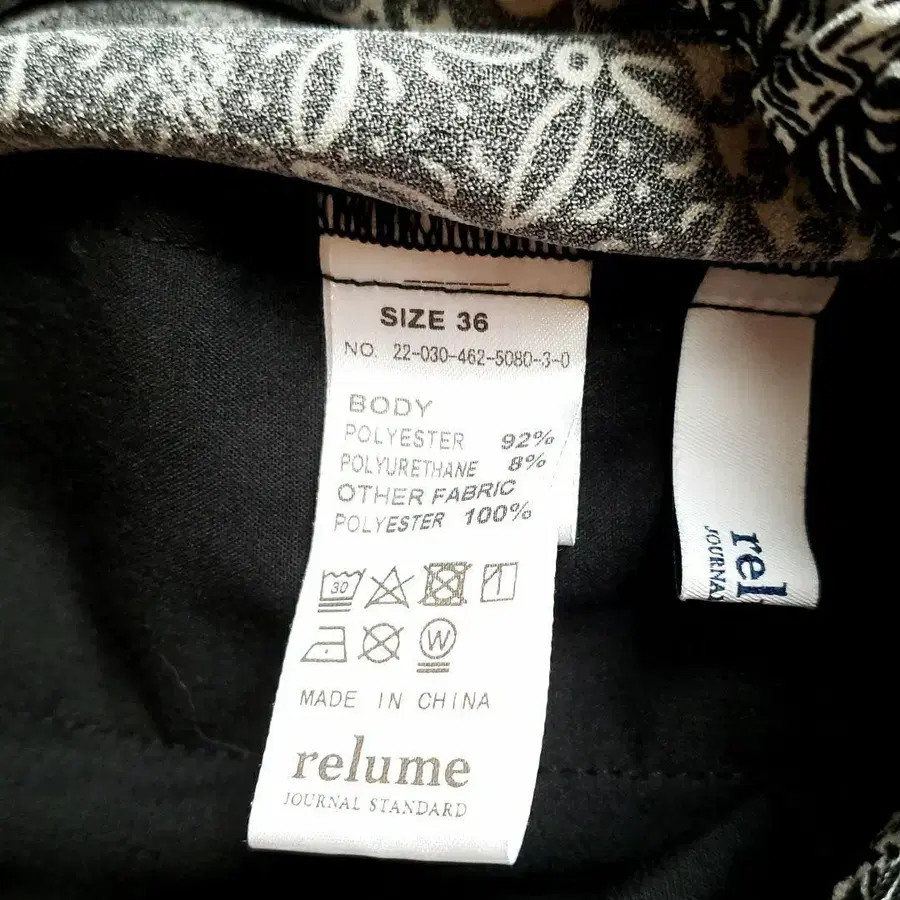 SIZE 36
NO. 22-030-462-5080-3-0
BODY
POLYESTER 92%
POLYURETHANE 8%
OTHER FABRIC
POLYESTER 100%
30
W
MADE IN CHINA
relume
JOURNAL STANDARD
rel
JOURNA